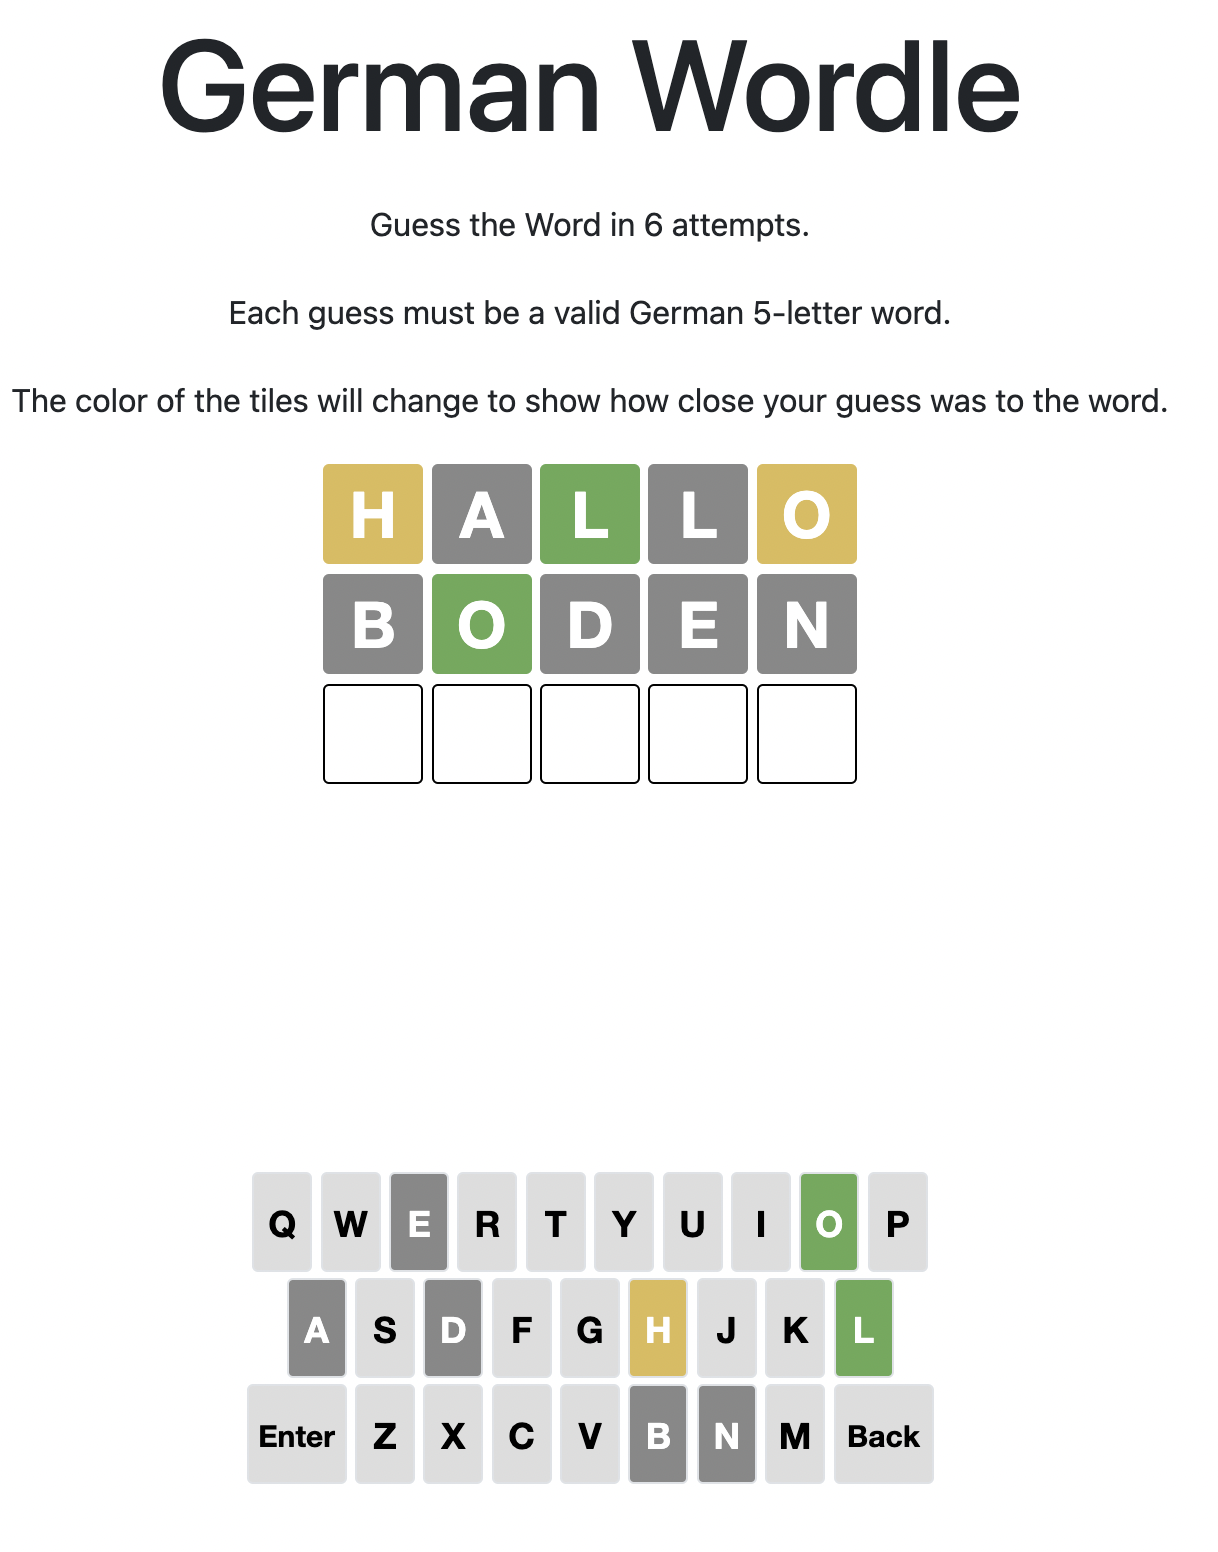 German Wordle
Guess the Word in 6 attempts.
Each guess must be a valid German 5-letter word.
The color of the tiles will change to show how close your guess was to the word.
H A L L O
B O D E N
Q W E R T Y U I O P
A S D F G H J K L
Enter Z X C V B N M Back